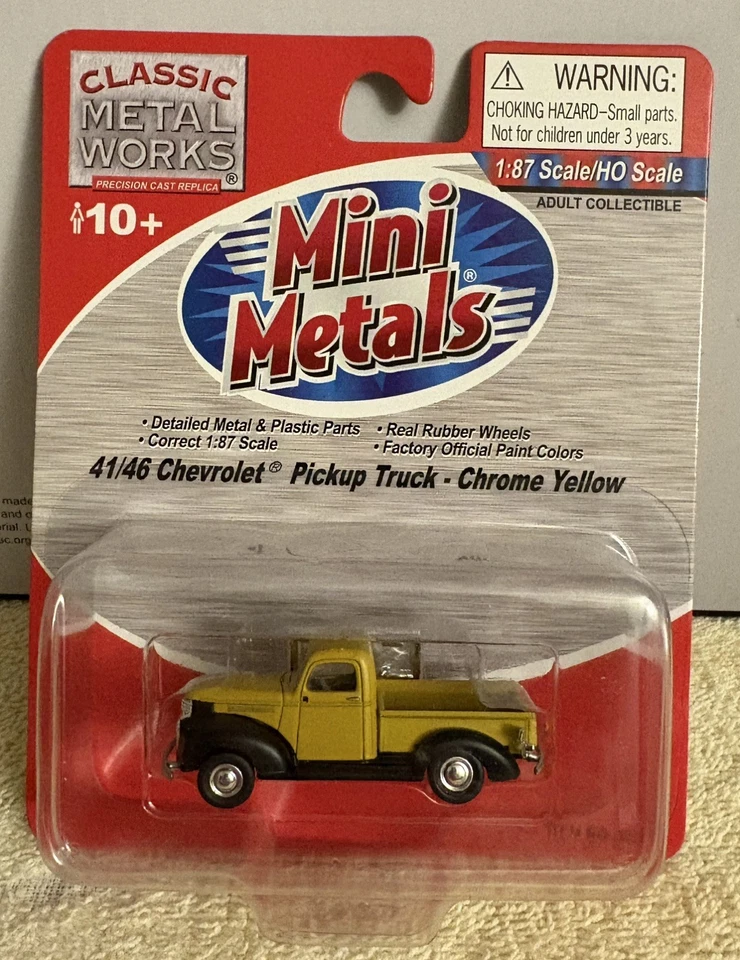 CLASSIC
METAL
WORKS®
PRECISION CAST REPLICA
10+
WARNING:
CHOKING HAZARD–Small parts.
Not for children under 3 years.
1:87 Scale/HO Scale
ADULT COLLECTIBLE
Mini
Metals®
• Detailed Metal & Plastic Parts
• Correct 1:87 Scale
• Real Rubber Wheels
• Factory Official Paint Colors
41/46 Chevrolet® Pickup Truck - Chrome Yellow
made
and